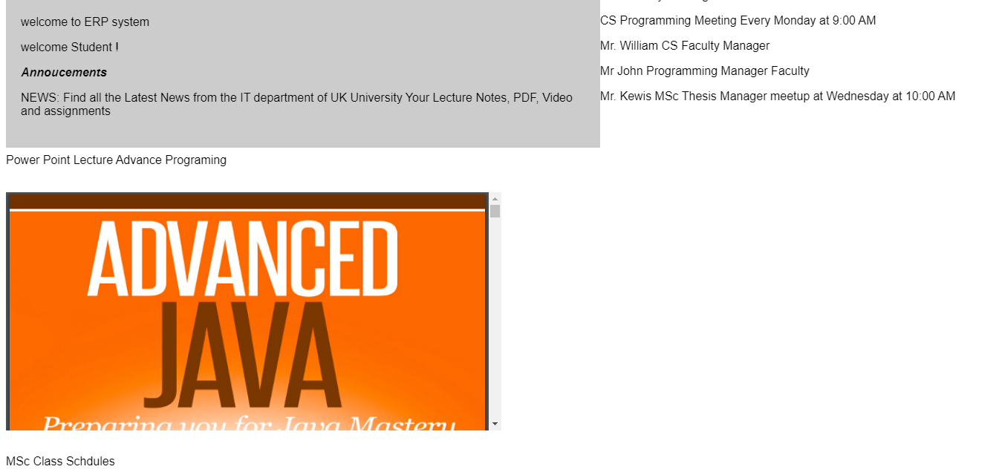 welcome to ERP system
welcome Student !
Annoucements
NEWS: Find all the Latest News from the IT department of UK University Your Lecture Notes, PDF, Video
and assignments
CS Programming Meeting Every Monday at 9:00 AM
Mr. William CS Faculty Manager
Mr John Programming Manager Faculty
Mr. Kewis MSc Thesis Manager meetup at Wednesday at 10:00 AM
Power Point Lecture Advance Programing
ADVANCED
JAVA
Preparing you for Java Mastery
MSc Class Schdules